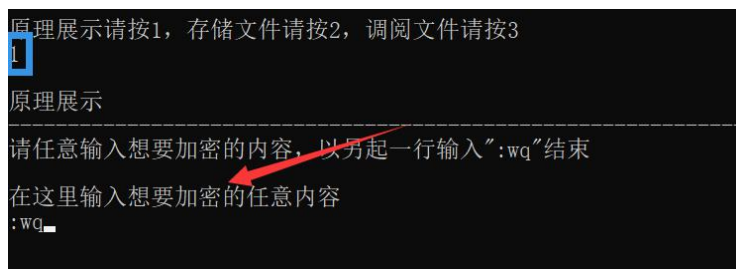 原理展示请按1，存储文件请按2，调阅文件请按3
1
原理展示
请任意输入想要加密的内容，以另起一行输入":wq"结束
在这里输入想要加密的任意内容
:wq